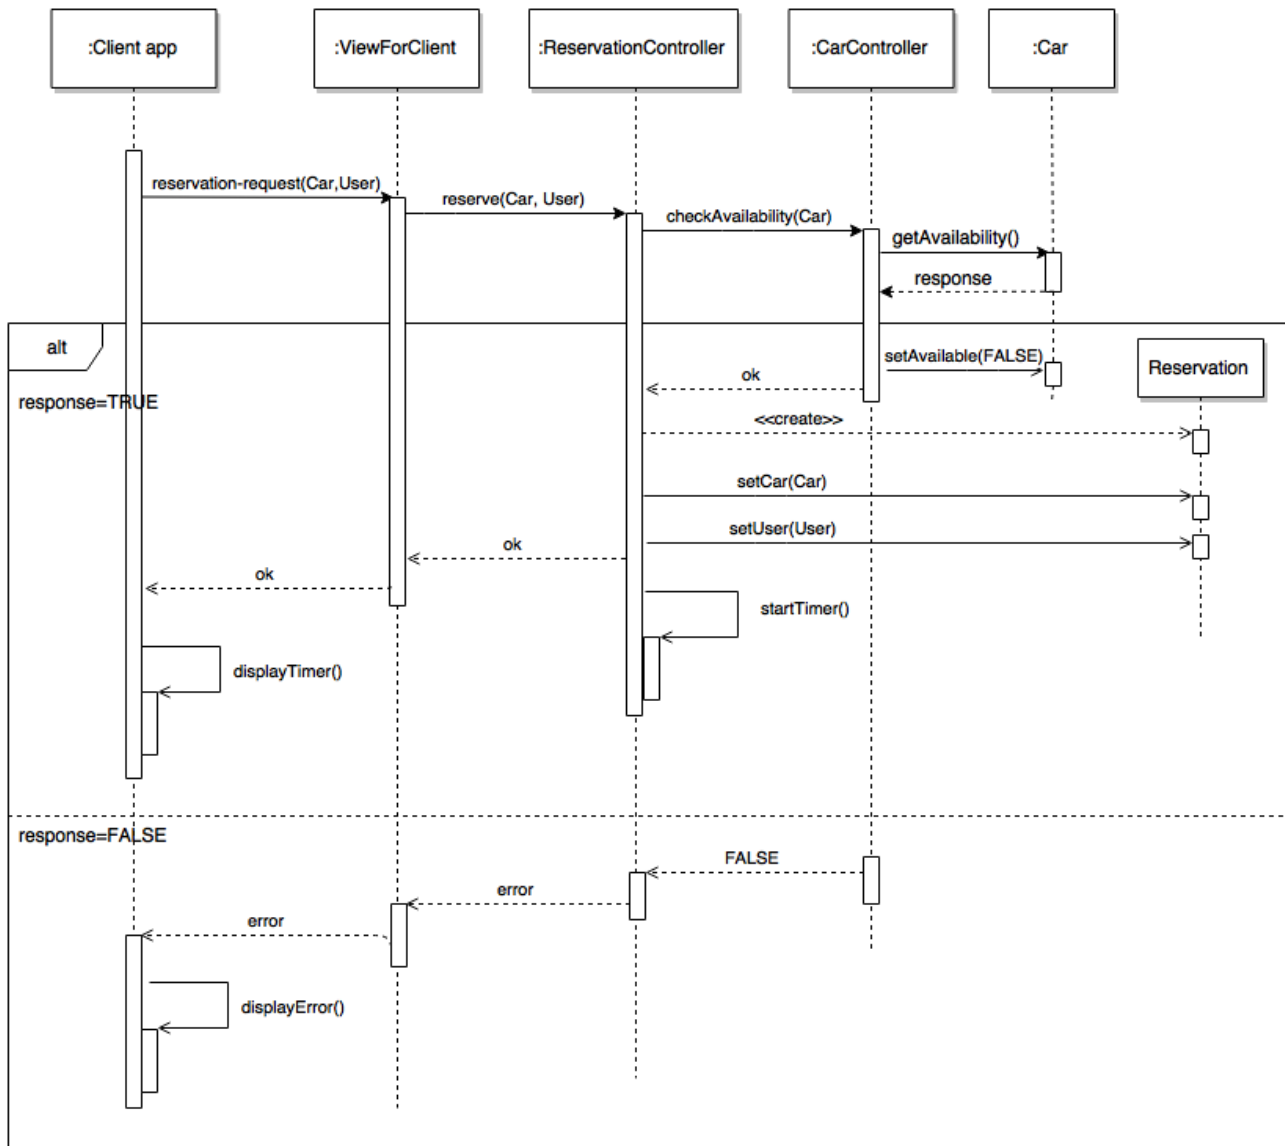 :Client app
:ViewForClient
:ReservationController
:CarController
:Car
reservation-request(Car,User)
reserve(Car, User)
checkAvailability(Car)
getAvailability()
response
alt
setAvailable(FALSE)
Reservation
ok
response=TRUE
<<create>>
setCar(Car)
setUser(User)
ok
ok
startTimer()
displayTimer()
response=FALSE
FALSE
error
error
displayError()